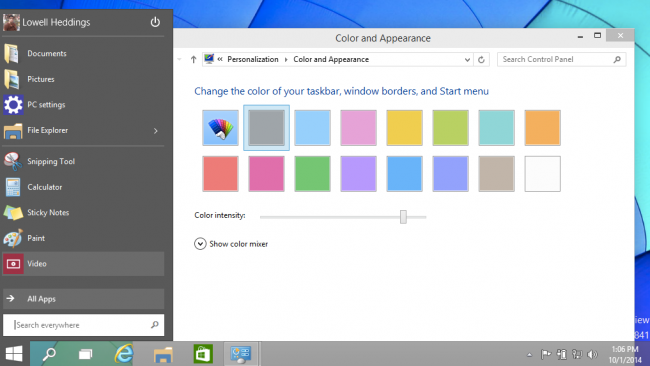 Lowell Heddings
Documents
Pictures
PC settings
File Explorer
Snipping Tool
Calculator
Sticky Notes
Paint
Video
All Apps
Search everywhere
Color and Appearance
Personalization
Color and Appearance
Search Control Panel
Change the color of your taskbar, window borders, and Start menu
Color intensity:
Show color mixer
iew
841
1:06 PM
10/1/2014